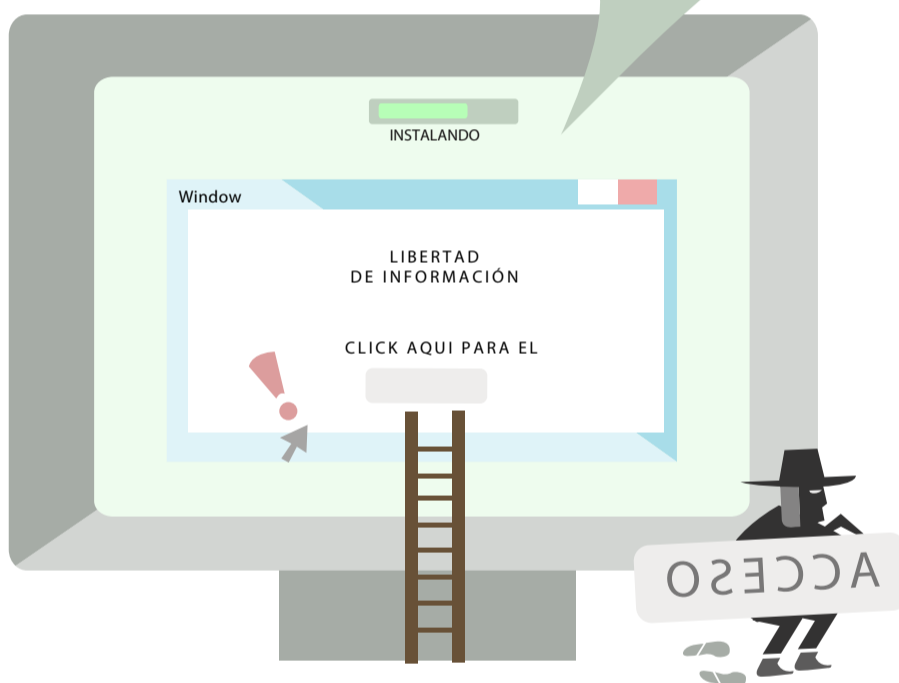 INSTALANDO
Window
LIBERTAD
DE INFORMACIÓN
CLICK AQUI PARA EL
ACCESO